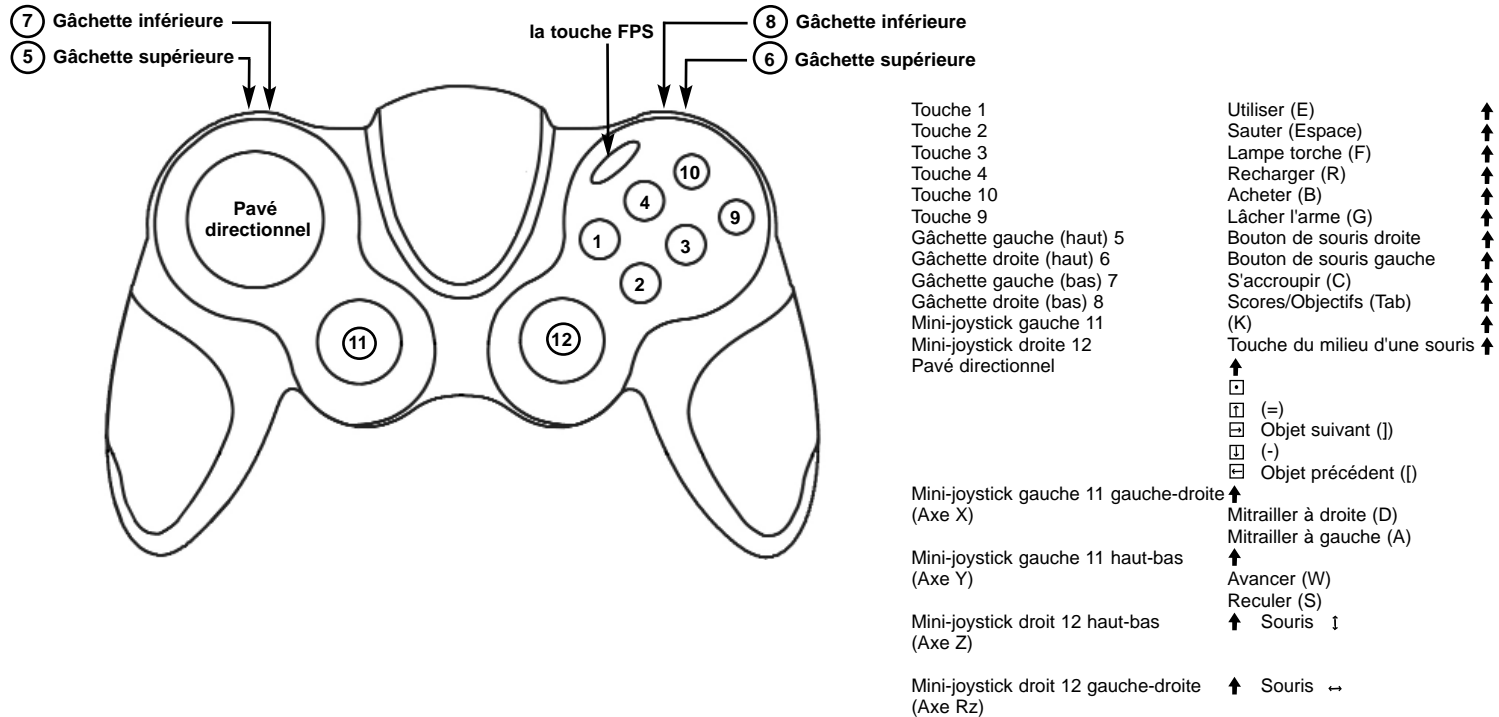 7 Gâchette inférieure
5 Gâchette supérieure
la touche FPS
8 Gâchette inférieure
6 Gâchette supérieure
Pavé
directionnel
10
4
9
1
3
2
11
12
Touche 1 Utiliser (E)
Touche 2 Sauter (Espace)
Touche 3 Lampe torche (F)
Touche 4 Recharger (R)
Touche 10 Acheter (B)
Touche 9 Lâcher l'arme (G)
Gâchette gauche (haut) 5 Bouton de souris droite
Gâchette droite (haut) 6 Bouton de souris gauche
Gâchette gauche (bas) 7 S'accroupir (C)
Gâchette droite (bas) 8 Scores/Objectifs (Tab)
Mini-joystick gauche 11 (K)
Mini-joystick droite 12 Touche du milieu d'une souris
Pavé directionnel
(=)
Objet suivant (])
(-)
Objet précédent ([)
Mini-joystick gauche 11 gauche-droite
(Axe X) Mitrailler à droite (D)
Mitrailler à gauche (A)
Mini-joystick gauche 11 haut-bas
(Axe Y) Avancer (W)
Reculer (S)
Mini-joystick droit 12 haut-bas Souris ↕
(Axe Z)
Mini-joystick droit 12 gauche-droite Souris ↔
(Axe Rz)